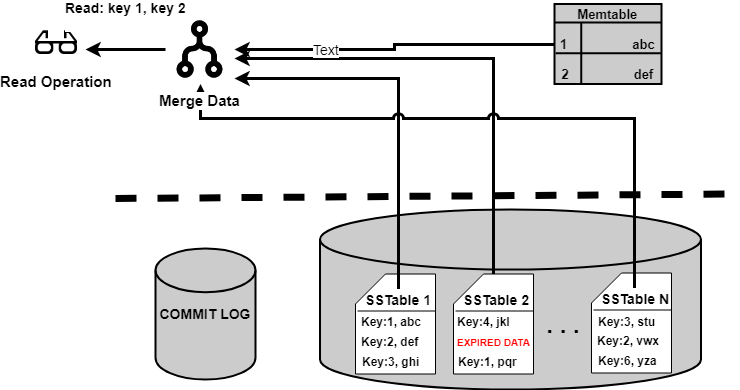 Read: key 1, key 2
Memtable
1 abc
2 def
Text
Read Operation
Merge Data
COMMIT LOG
SSTable 1
Key:1, abc
Key:2, def
Key:3, ghi
SSTable 2
Key:4, jkl
EXPIRED DATA
Key:1, pqr
. . .
SSTable N
Key:3, stu
Key:2, vwx
Key:6, yza